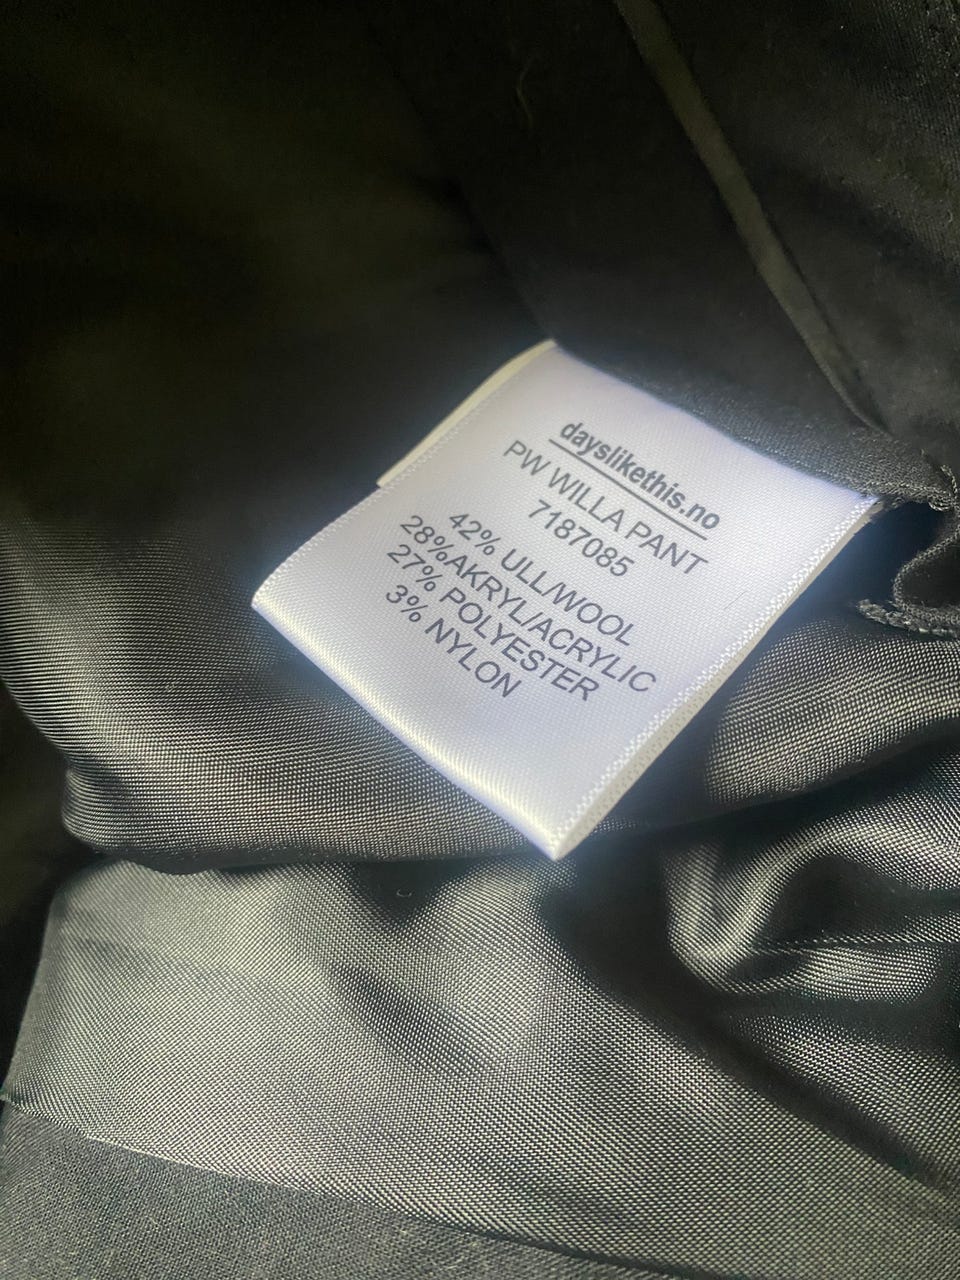 dayslikethis.no
PW WILLA PANT
7187085
42% ULL/WOOL
28%AKRYL/ACRYLIC
27% POLYESTER
3% NYLON